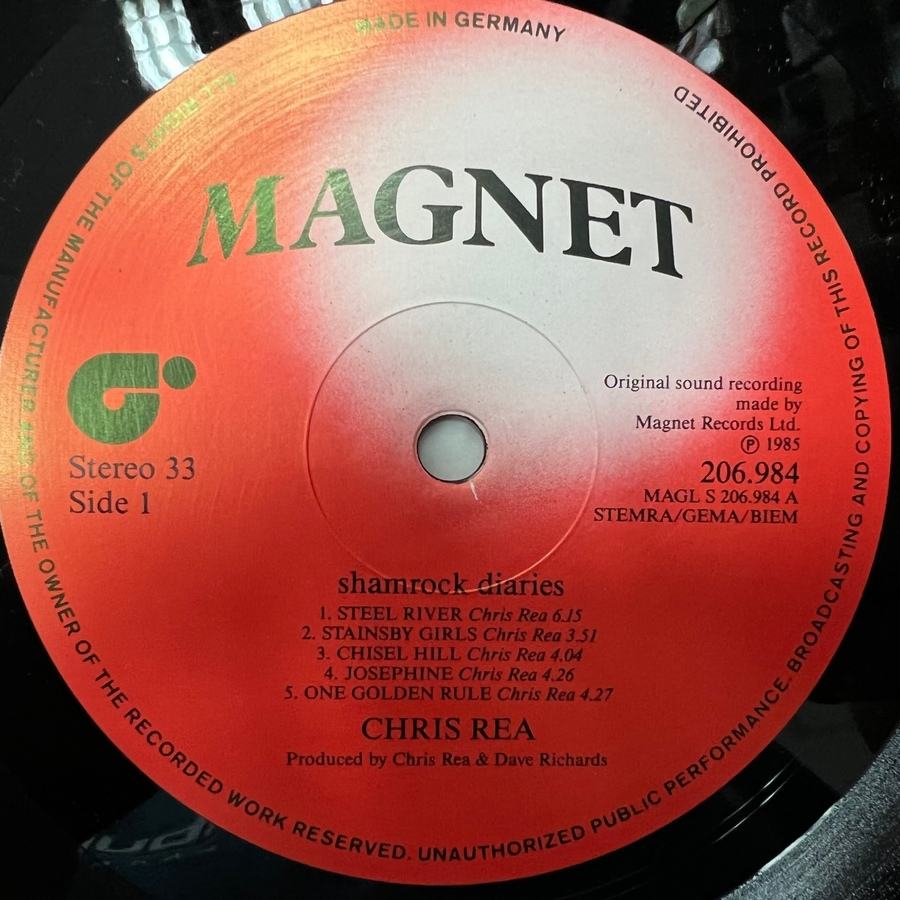 MADE IN GERMANY
ALL RIGHTS OF THE MANUFACTURER AND OF THE OWNER OF THE RECORDED WORK RESERVED. UNAUTHORIZED PUBLIC PERFORMANCE. BROADCASTING AND COPYING OF THIS RECORD PROHIBITED
MAGNET
Original sound recording
made by
Magnet Records Ltd.
℗ 1985
Stereo 33
Side 1
206.984
MAGL S 206.984 A
STEMRA/GEMA/BIEM
shamrock diaries
1. STEEL RIVER Chris Rea 6.15
2. STAINSBY GIRLS Chris Rea 3.51
3. CHISEL HILL Chris Rea 4.04
4. JOSEPHINE Chris Rea 4.26
5. ONE GOLDEN RULE Chris Rea 4.27
CHRIS REA
Produced by Chris Rea & Dave Richards